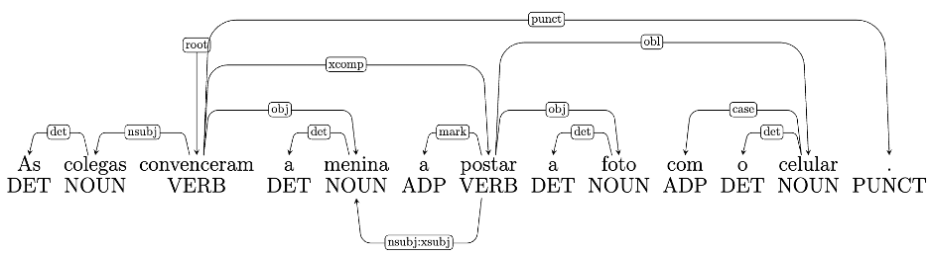 punct
root
obl
xcomp
obj
obj
case
det
nsubj
det
mark
det
det
As colegas convenceram a menina a postar a foto com o celular .
DET NOUN VERB DET NOUN ADP VERB DET NOUN ADP DET NOUN PUNCT
nsubj:xsubj